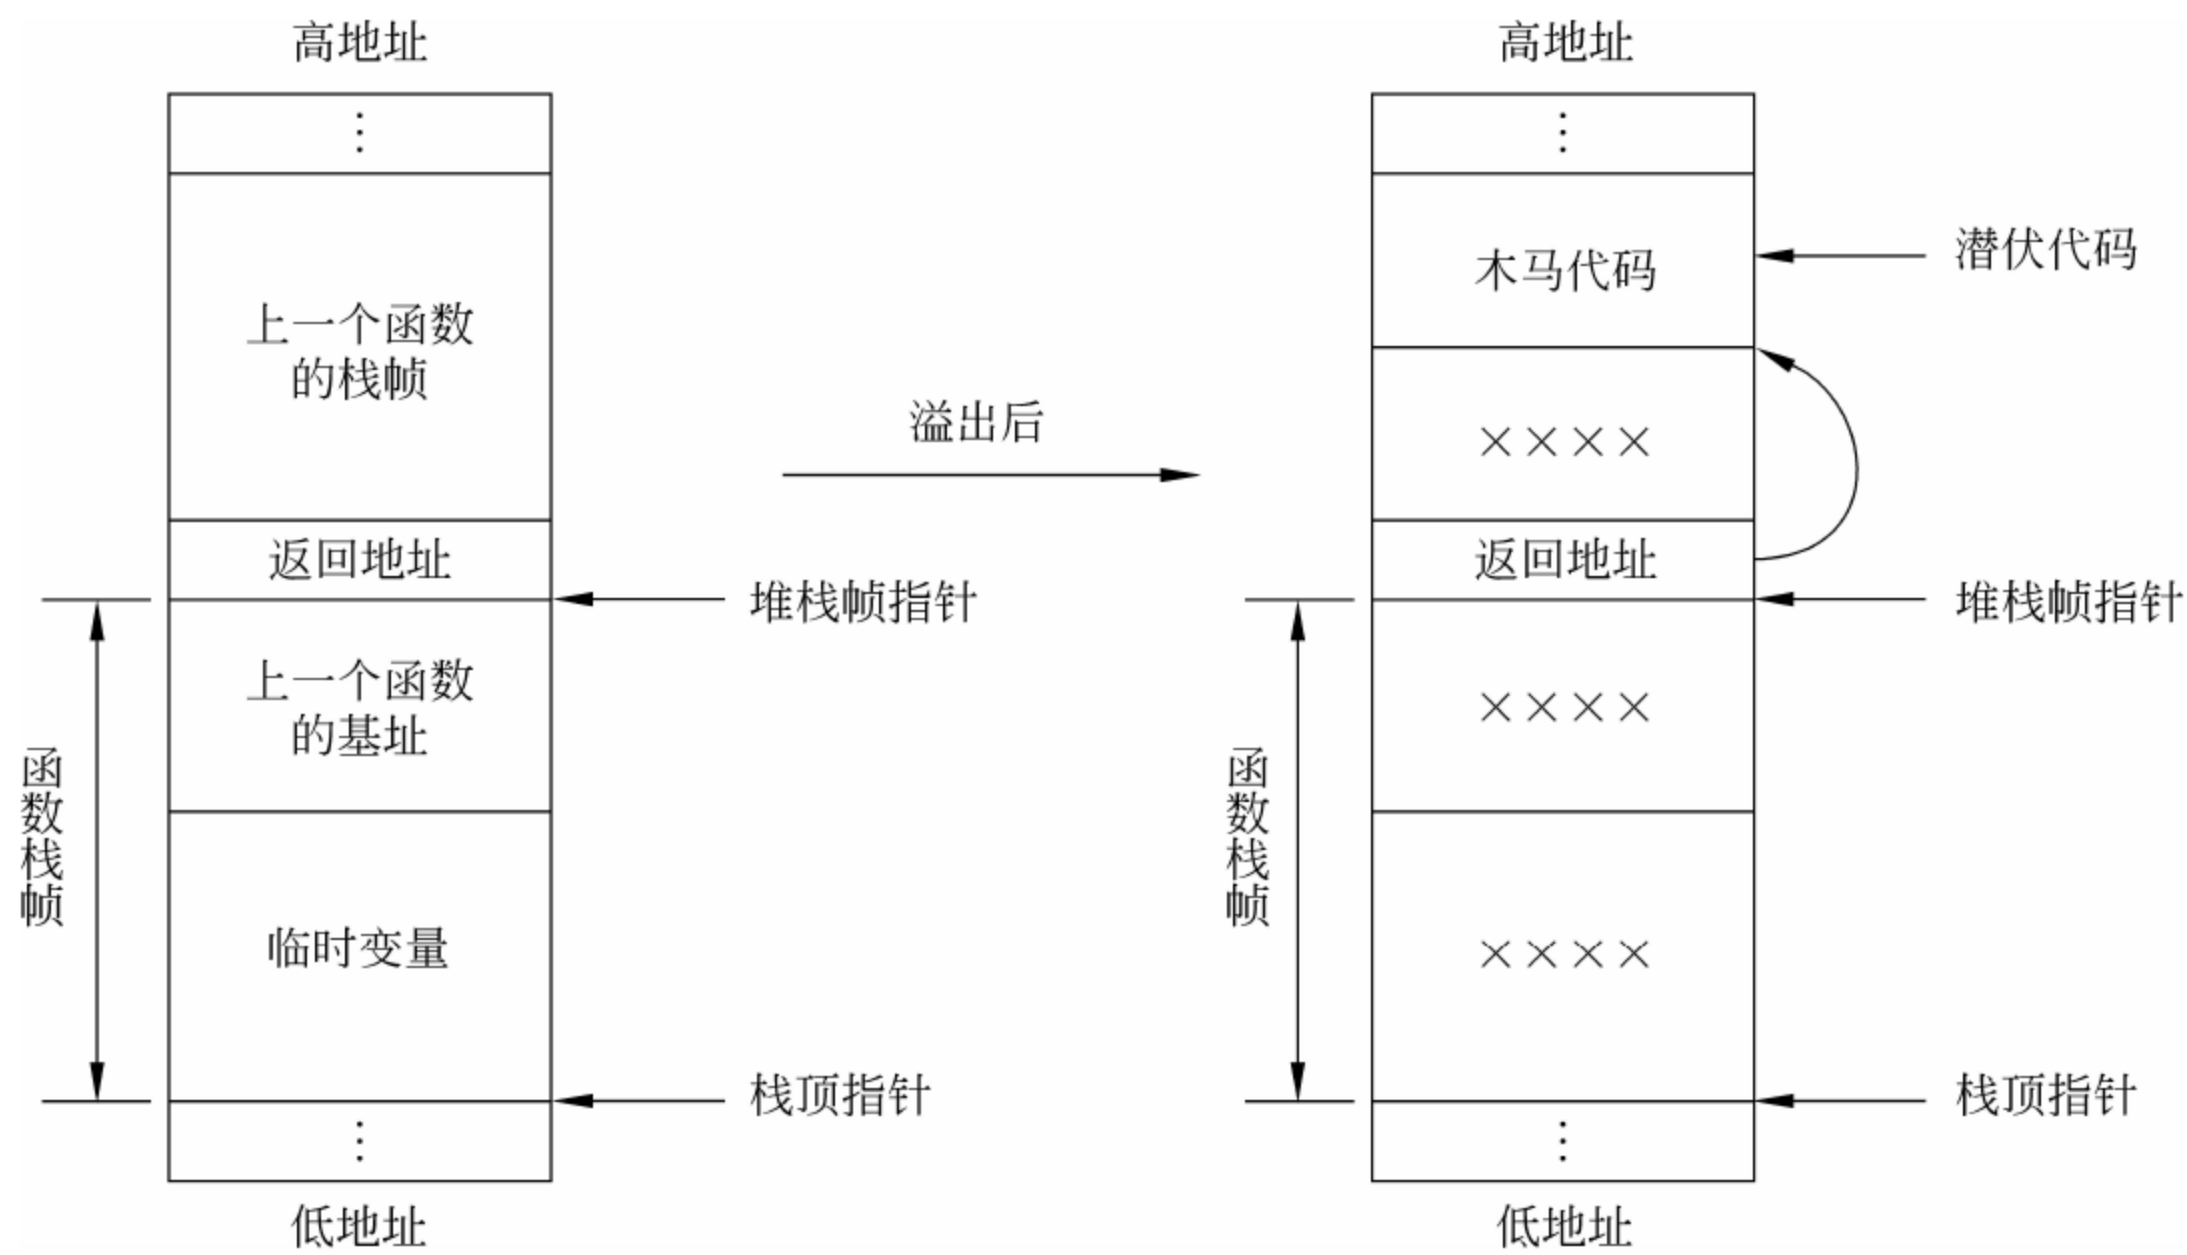 高地址
⋮
上一个函数
的栈帧
返回地址
堆栈帧指针
上一个函数
的基址
函数栈帧
临时变量
栈顶指针
⋮
低地址
溢出后
高地址
⋮
木马代码
潜伏代码
××××
返回地址
堆栈帧指针
××××
函数栈帧
××××
栈顶指针
⋮
低地址